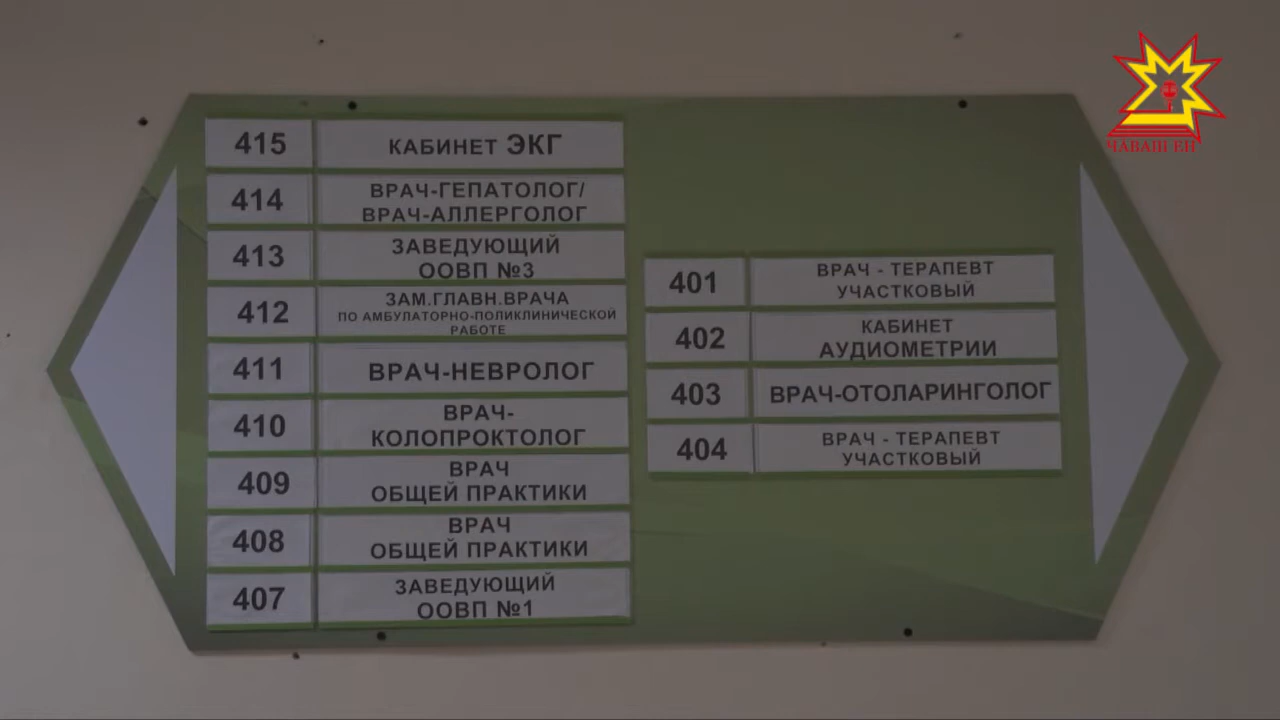 415 КАБИНЕТ ЭКГ
414 ВРАЧ-ГЕПАТОЛОГ/
ВРАЧ-АЛЛЕРГОЛОГ
413 ЗАВЕДУЮЩИЙ
ООВП №3
412 ЗАМ.ГЛАВН.ВРАЧА
ПО АМБУЛАТОРНО-ПОЛИКЛИНИЧЕСКОЙ
РАБОТЕ
411 ВРАЧ-НЕВРОЛОГ
410 ВРАЧ-
КОЛОПРОКТОЛОГ
409 ВРАЧ
ОБЩЕЙ ПРАКТИКИ
408 ВРАЧ
ОБЩЕЙ ПРАКТИКИ
407 ЗАВЕДУЮЩИЙ
ООВП №1
401 ВРАЧ - ТЕРАПЕВТ
УЧАСТКОВЫЙ
402 КАБИНЕТ
АУДИОМЕТРИИ
403 ВРАЧ-ОТОЛАРИНГОЛОГ
404 ВРАЧ - ТЕРАПЕВТ
УЧАСТКОВЫЙ
ЧАВАШ ЕН